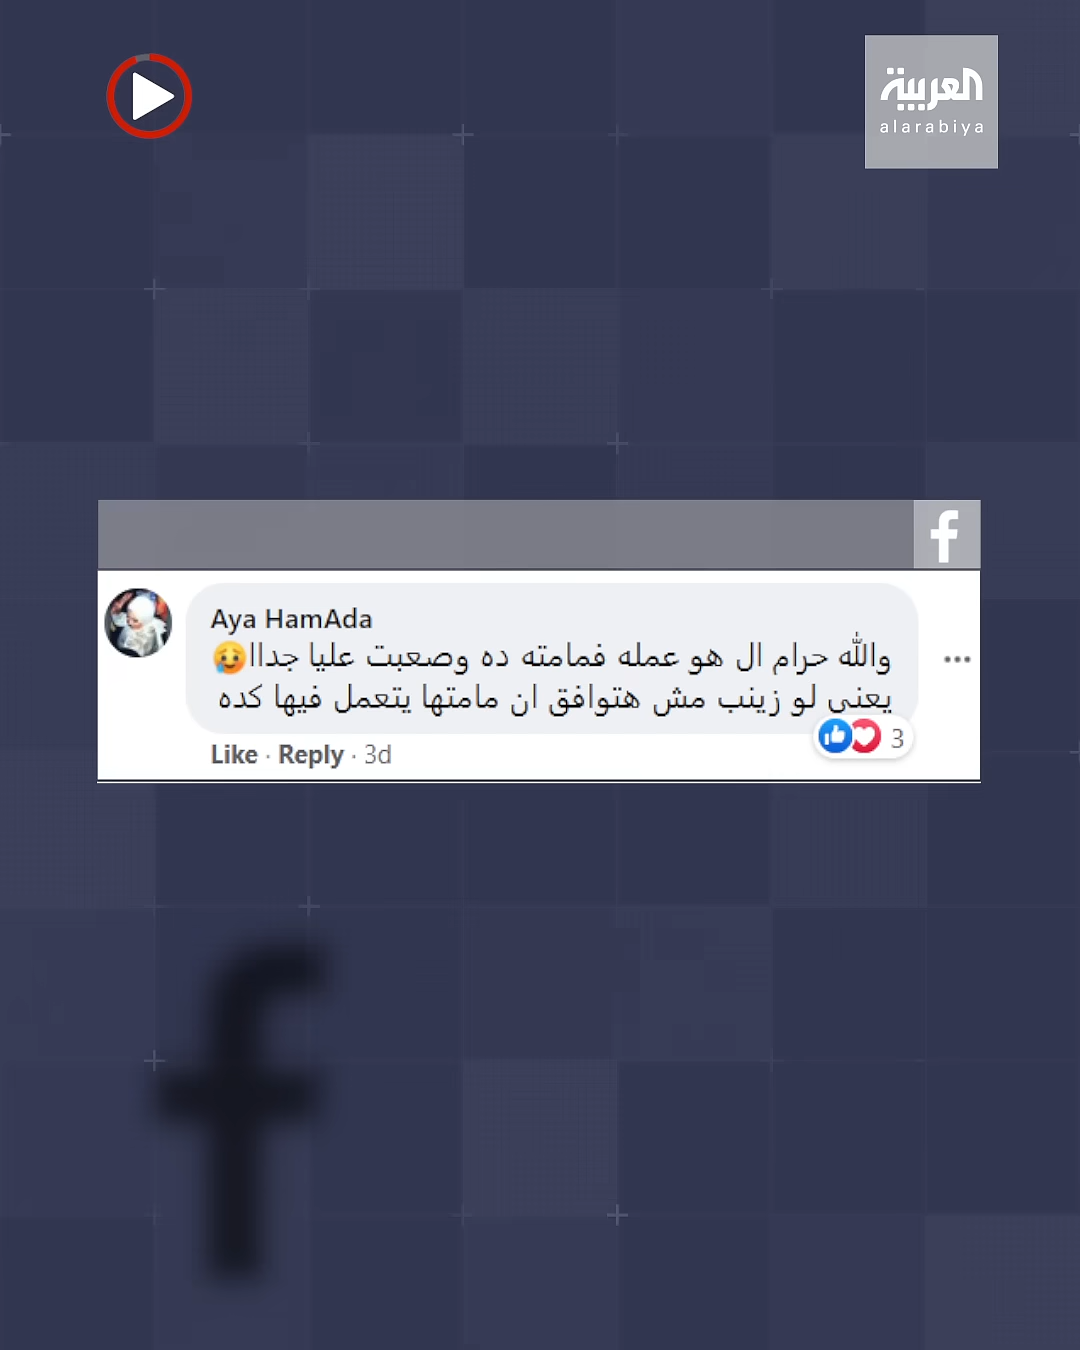 العربية
alarabiya
Aya HamAda
والله حرام ال هو عمله فمامته ده وصعبت عليا جداا🥲
يعنى لو زينب مش هتوافق ان مامتها يتعمل فيها كده
3
Like · Reply · 3d